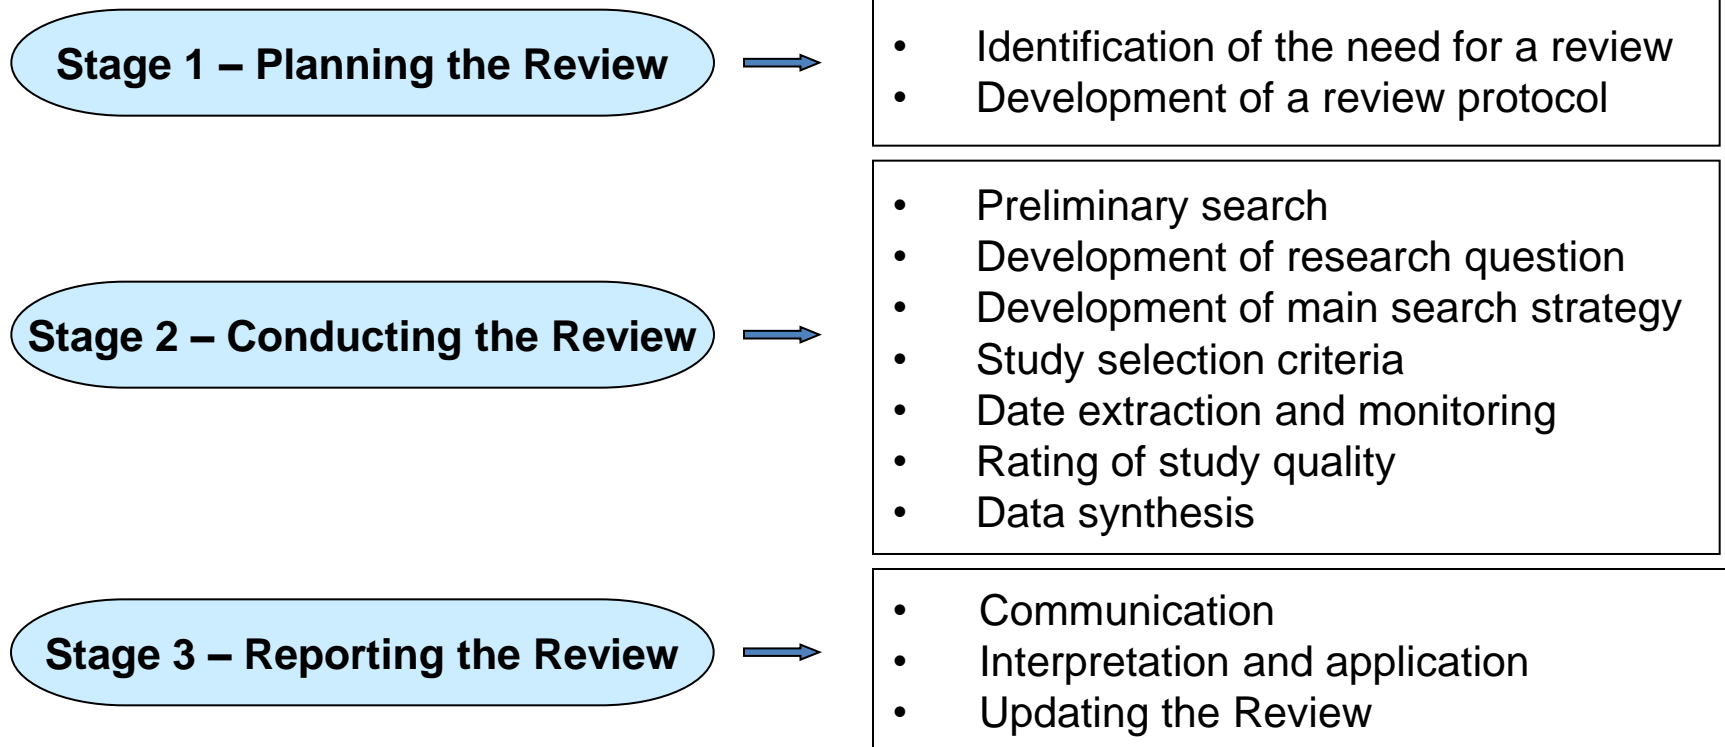 Stage 1 – Planning the Review
• Identification of the need for a review
• Development of a review protocol
Stage 2 – Conducting the Review
• Preliminary search
• Development of research question
• Development of main search strategy
• Study selection criteria
• Date extraction and monitoring
• Rating of study quality
• Data synthesis
Stage 3 – Reporting the Review
• Communication
• Interpretation and application
• Updating the Review